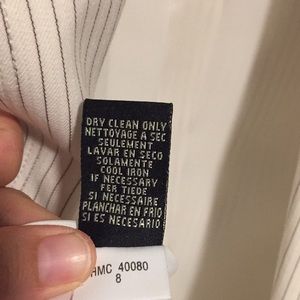 DRY CLEAN ONLY
NETTOYAGE A SEC
SEULEMENT
LAVAR EN SECO
SOLAMENTE
COOL IRON
IF NECESSARY
FER TIEDE
SI NECESSAIRE
PLANCHAR EN FRIO
SI ES NECESARIO
HMC 40080
8